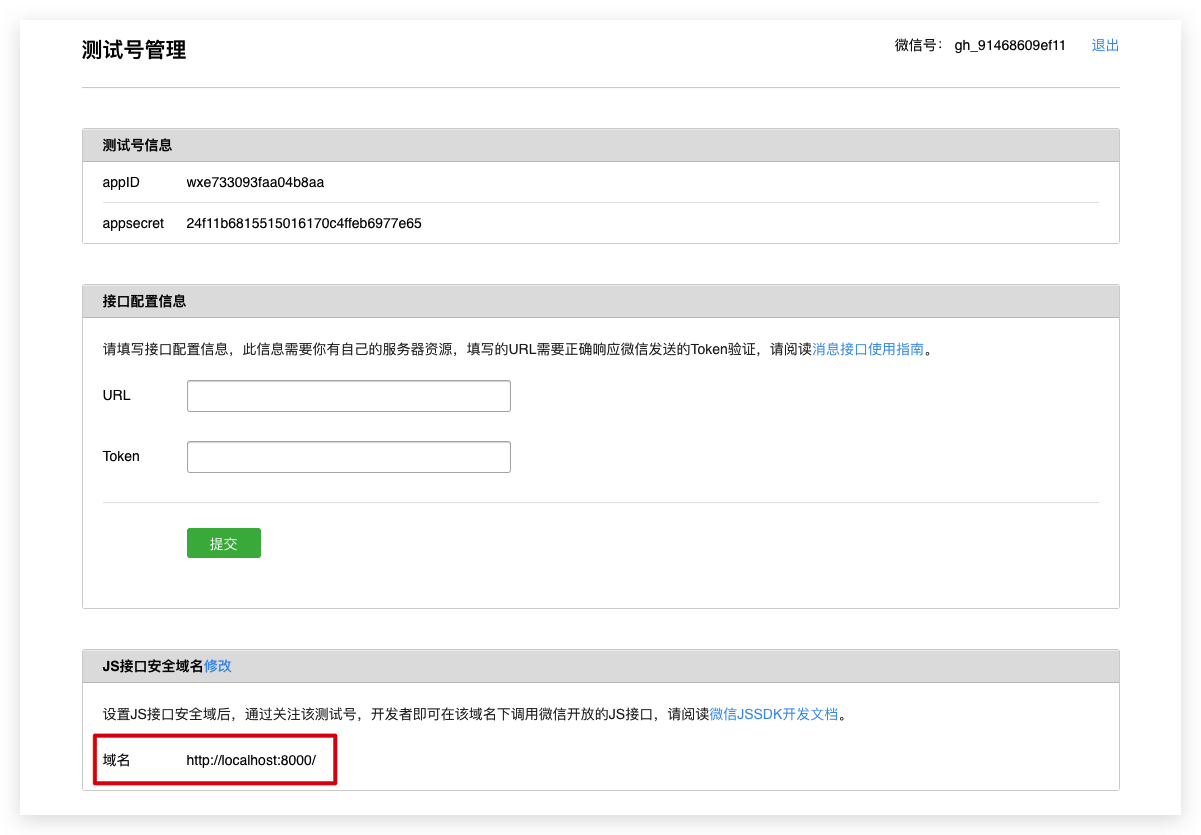 测试号管理
微信号： gh_91468609ef11 退出
测试号信息
appID wxe733093faa04b8aa
appsecret 24f11b6815515016170c4ffeb6977e65
接口配置信息
请填写接口配置信息，此信息需要你有自己的服务器资源，填写的URL需要正确响应微信发送的Token验证，请阅读消息接口使用指南。
URL
Token
提交
JS接口安全域名修改
设置JS接口安全域后，通过关注该测试号，开发者即可在该域名下调用微信开放的JS接口，请阅读微信JSSDK开发文档。
域名 http://localhost:8000/